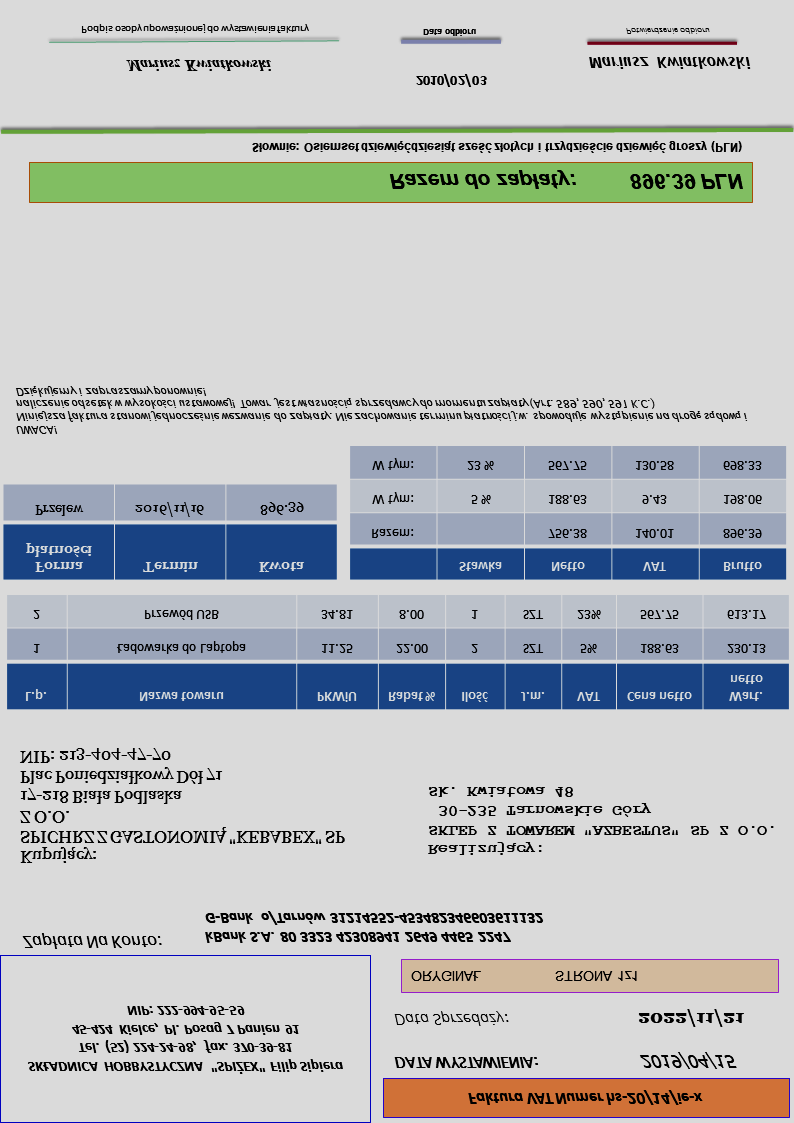 Faktura VAT Numer hs-20/14/ie-x
DATA WYSTAWIENIA: 2019/04/15
Data Sprzedaży: 2022/11/21
ORYGINAŁ STRONA 1z1
SKŁADNICA HOBBYSTYCZNA "SPIŻEX" Filip Sipiera
Tel. (52) 224-24-98, fax. 370-39-81
45-424 Kielce, Pl. Posag 7 Panien 91
NIP: 222-994-95-59
Zapłata Na Konto: kBank S.A. 80 3323 42308941 2649 4465 2247
G-Bank o/Tarnów 31214552-453482346603611132
Kupujący:
SPICHRZ Z GASTONOMIĄ "KEBABEX" SP
Z O.O.
17-218 Biała Podlaska
Plac Poniedziałkowy Dół 71
NIP: 213-404-47-70
Realizujący:
SKLEP Z TOWAREM "AZBESTUS" SP Z O.O.
30-235 Tarnowskie Góry
Sk. Kwiatowa 48
L.p. Nazwa towaru PKWiU Rabat % Ilość J.m. VAT Cena netto Wart. netto
1 Ładowarka do Laptopa 11.25 22.00 2 SZT 5% 188.63 230.13
2 Przewód USB 34.81 8.00 1 SZT 23% 567.75 613.17
Forma płatności Termin Kwota
Przelew 2016/11/16 896.39
Stawka Netto VAT Brutto
Razem: 756.38 140.01 896.39
W tym: 5 % 188.63 9.43 198.06
W tym: 23 % 567.75 130.58 698.33
UWAGA!
Niniejsza faktura stanowi jednocześnie wezwanie do zapłaty. Nie zachowanie terminu płatności j.w. spowoduje wystąpienie na drogę sądową i
naliczenie odsetek w wysokości ustawowej! Towar jest własnością sprzedawcy do momentu zapłaty (Art. 589, 590, 591 K.C.)
Dziękujemy i zapraszamy ponownie!
Razem do zapłaty: 896.39 PLN
Słownie: Osiemset dziewięćdziesiąt sześć złotych i trzydzieście dziewięć groszy (PLN)
Mariusz Kwiatkowski
Podpis osoby upoważnionej do wystawienia faktury
2010/02/03
Data odbioru
Mariusz Kwiatkowski
Potwierdzenie odbioru